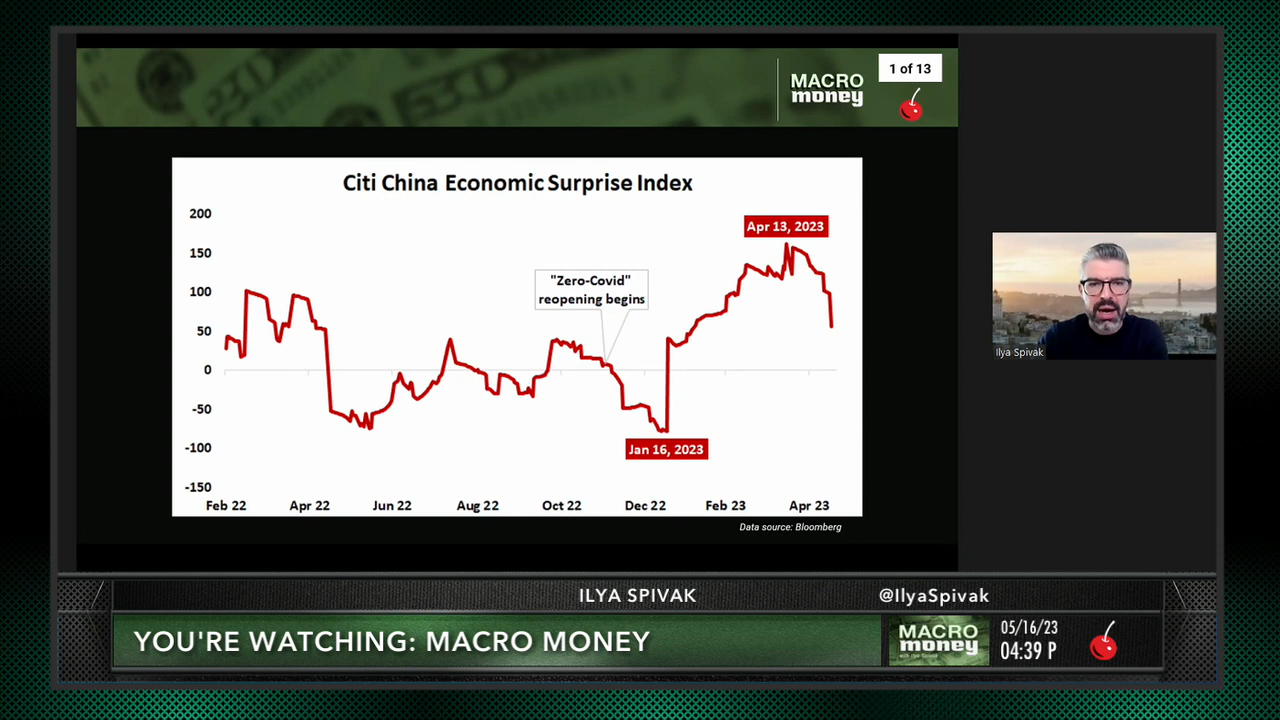 MACRO
money
1 of 13
Citi China Economic Surprise Index
200
150
100
50
0
-50
-100
-150
Apr 13, 2023
"Zero-Covid"
reopening begins
Jan 16, 2023
Feb 22
Apr 22
Jun 22
Aug 22
Oct 22
Dec 22
Feb 23
Apr 23
Data source: Bloomberg
Ilya Spivak
ILYA SPIVAK
@IlyaSpivak
YOU'RE WATCHING: MACRO MONEY
MACRO
money
with Ilya Spivak
05/16/23
04:39 P